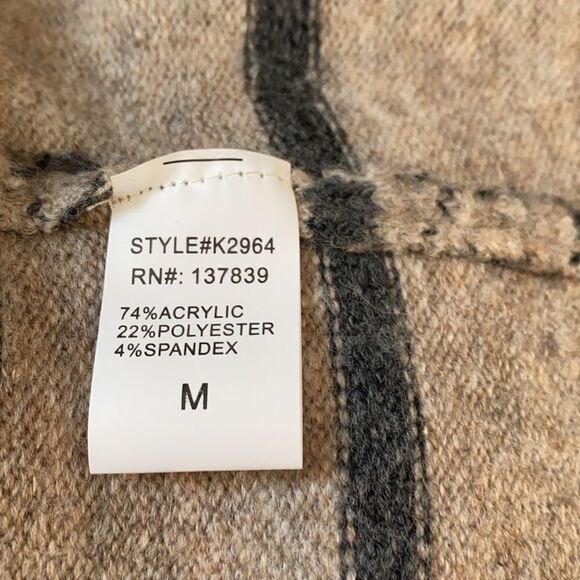 STYLE#K2964
RN#: 137839
74%ACRYLIC
22%POLYESTER
4%SPANDEX
M